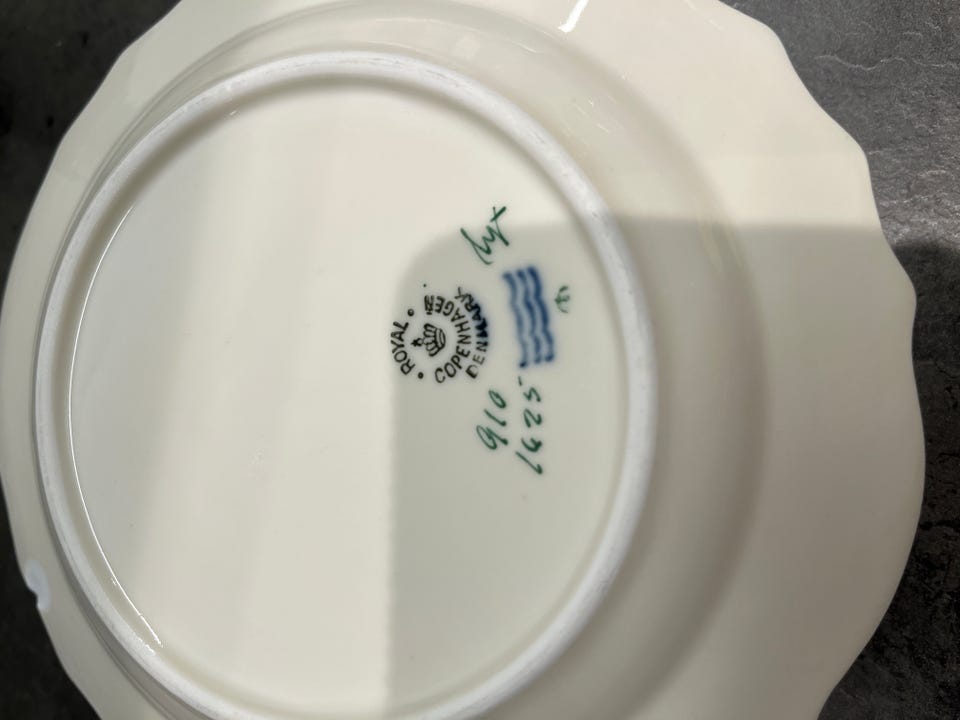 ROYAL
COPENHAGEN
DENMARK
910
1625